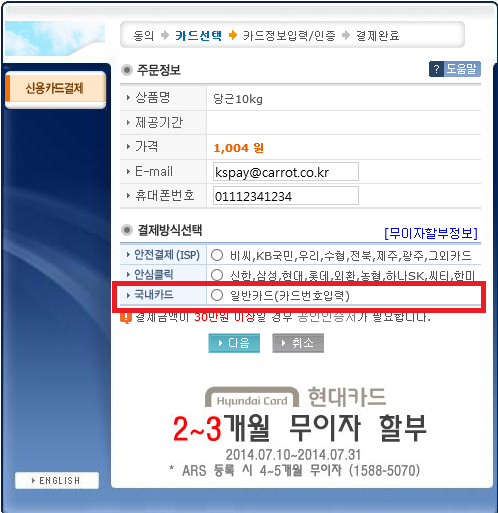 동의 카드선택 카드정보입력/인증 결제완료
신용카드결제
주문정보 ? 도움말
상품명 당근10kg
제공기간
가격 1,004 원
E-mail kspay@carrot.co.kr
휴대폰번호 01112341234
결제방식선택 [무이자할부정보]
안전결제 (ISP) 비씨,KB국민,우리,수협,전북,제주,광주,그외카드
안심클릭 신한,삼성,현대,롯데,외환,농협,하나SK,씨티,한미
국내카드 일반카드(카드번호입력)
결제금액이 30만원 이상일 경우 공인인증서가 필요합니다.
다음 취소
Hyundai Card 현대카드
2~3개월 무이자 할부
2014.07.10~2014.07.31
* ARS 등록 시 4~5개월 무이자 (1588-5070)
ENGLISH